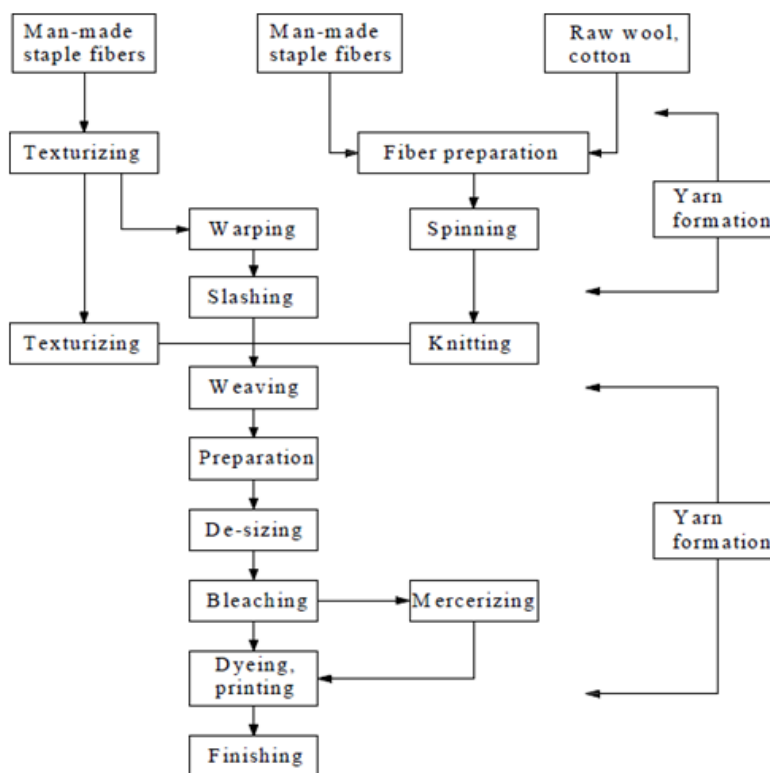 Man-made
staple fibers
Man-made
staple fibers
Raw wool,
cotton
Texturizing
Fiber preparation
Yarn
formation
Warping
Spinning
Slashing
Texturizing
Knitting
Weaving
Preparation
De-sizing
Yarn
formation
Bleaching
Mercerizing
Dyeing,
printing
Finishing